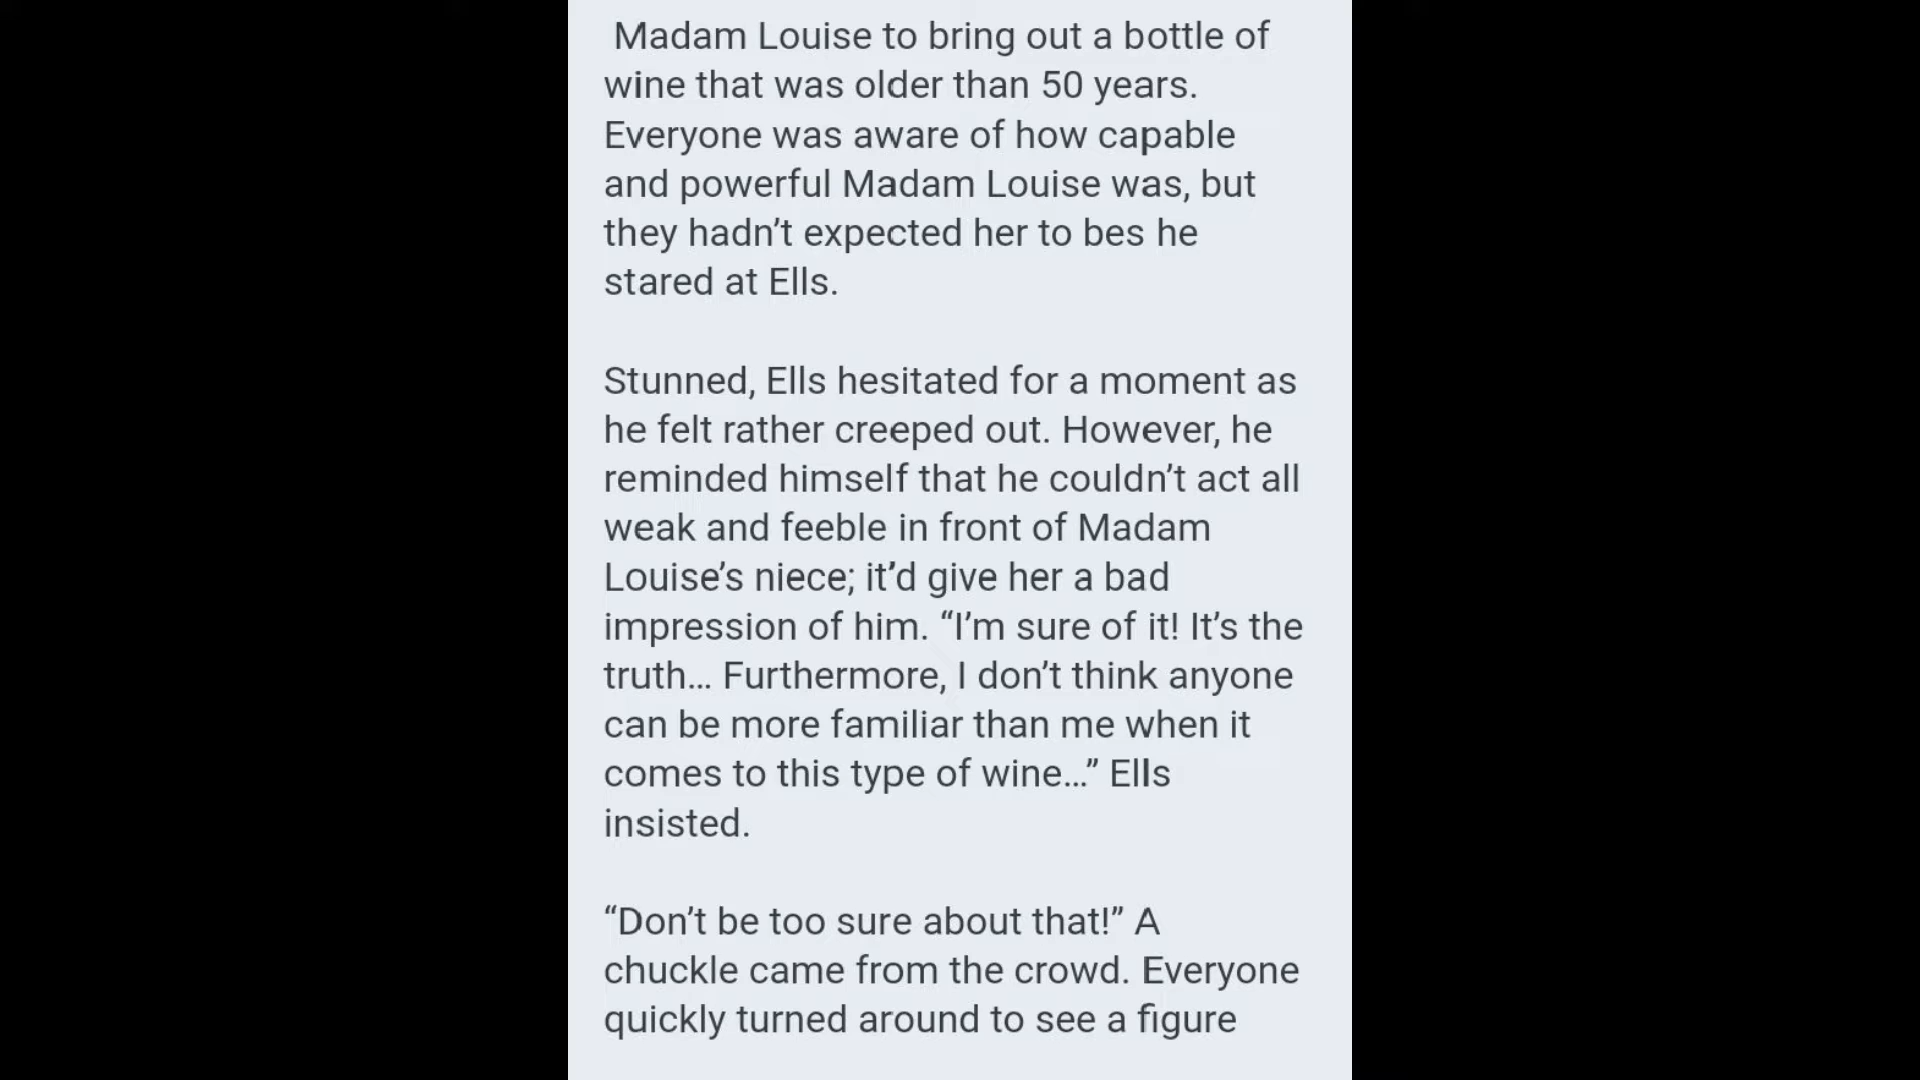 Madam Louise to bring out a bottle of
wine that was older than 50 years.
Everyone was aware of how capable
and powerful Madam Louise was, but
they hadn’t expected her to bes he
stared at Ells.
Stunned, Ells hesitated for a moment as
he felt rather creeped out. However, he
reminded himself that he couldn’t act all
weak and feeble in front of Madam
Louise’s niece; it’d give her a bad
impression of him. “I’m sure of it! It’s the
truth… Furthermore, I don’t think anyone
can be more familiar than me when it
comes to this type of wine…” Ells
insisted.
“Don’t be too sure about that!” A
chuckle came from the crowd. Everyone
quickly turned around to see a figure